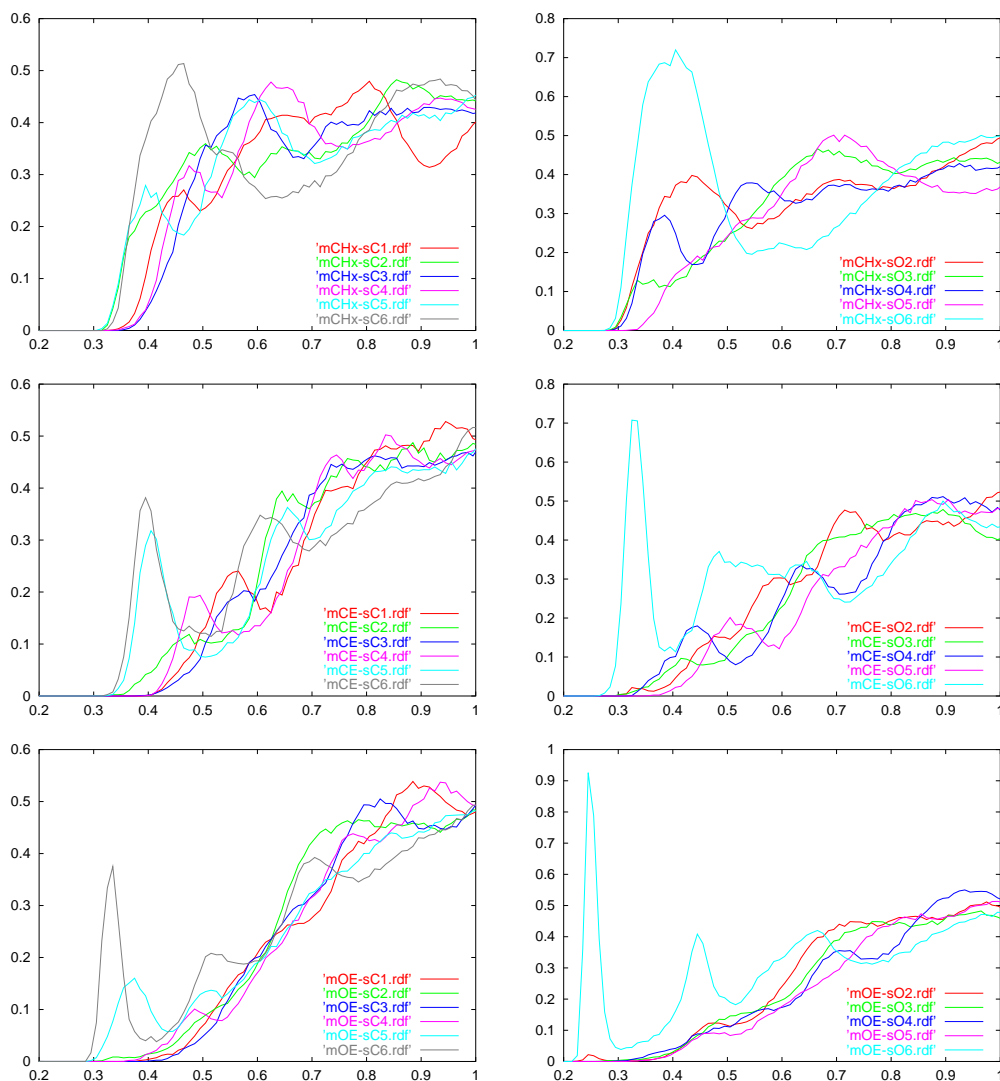 0.6
0.5
0.4
0.3
0.2
0.1
0
'mCHx-sC1.rdf'
'mCHx-sC2.rdf'
'mCHx-sC3.rdf'
'mCHx-sC4.rdf'
'mCHx-sC5.rdf'
'mCHx-sC6.rdf'
0.2 0.3 0.4 0.5 0.6 0.7 0.8 0.9 1
0.8
0.7
0.6
0.5
0.4
0.3
0.2
0.1
0
'mCHx-sO2.rdf'
'mCHx-sO3.rdf'
'mCHx-sO4.rdf'
'mCHx-sO5.rdf'
'mCHx-sO6.rdf'
0.2 0.3 0.4 0.5 0.6 0.7 0.8 0.9 1
0.6
0.5
0.4
0.3
0.2
0.1
0
'mCE-sC1.rdf'
'mCE-sC2.rdf'
'mCE-sC3.rdf'
'mCE-sC4.rdf'
'mCE-sC5.rdf'
'mCE-sC6.rdf'
0.2 0.3 0.4 0.5 0.6 0.7 0.8 0.9 1
0.8
0.7
0.6
0.5
0.4
0.3
0.2
0.1
0
'mCE-sO2.rdf'
'mCE-sO3.rdf'
'mCE-sO4.rdf'
'mCE-sO5.rdf'
'mCE-sO6.rdf'
0.2 0.3 0.4 0.5 0.6 0.7 0.8 0.9 1
0.6
0.5
0.4
0.3
0.2
0.1
0
'mOE-sC1.rdf'
'mOE-sC2.rdf'
'mOE-sC3.rdf'
'mOE-sC4.rdf'
'mOE-sC5.rdf'
'mOE-sC6.rdf'
0.2 0.3 0.4 0.5 0.6 0.7 0.8 0.9 1
1
0.9
0.8
0.7
0.6
0.5
0.4
0.3
0.2
0.1
0
'mOE-sO2.rdf'
'mOE-sO3.rdf'
'mOE-sO4.rdf'
'mOE-sO5.rdf'
'mOE-sO6.rdf'
0.2 0.3 0.4 0.5 0.6 0.7 0.8 0.9 1